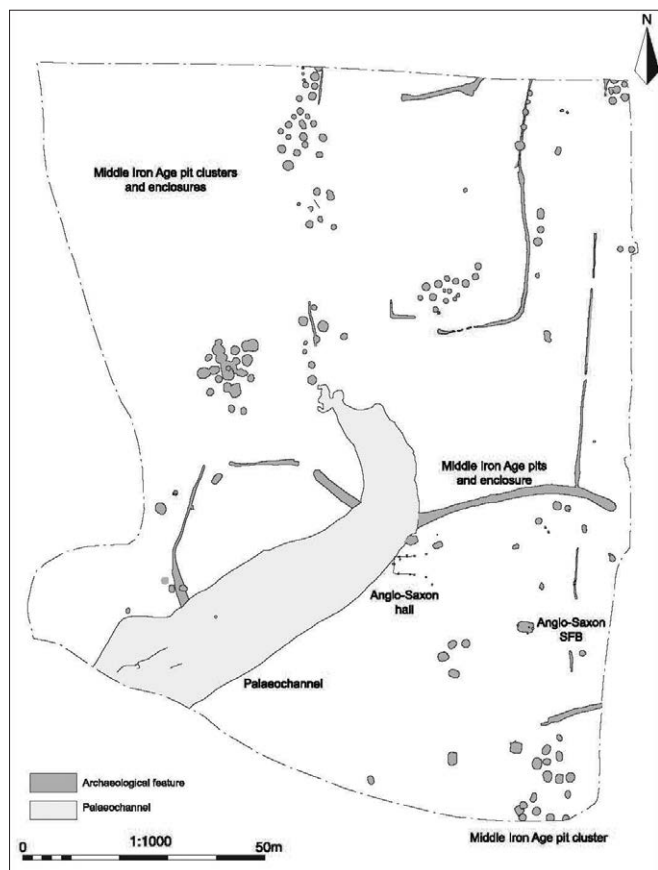 N
Middle Iron Age pit clusters
and enclosures
Middle Iron Age pits
and enclosure
Anglo-Saxon
hall
Anglo-Saxon
SFB
Palaeochannel
Archaeological feature
Palaeochannel
0 1:1000 50m
Middle Iron Age pit cluster